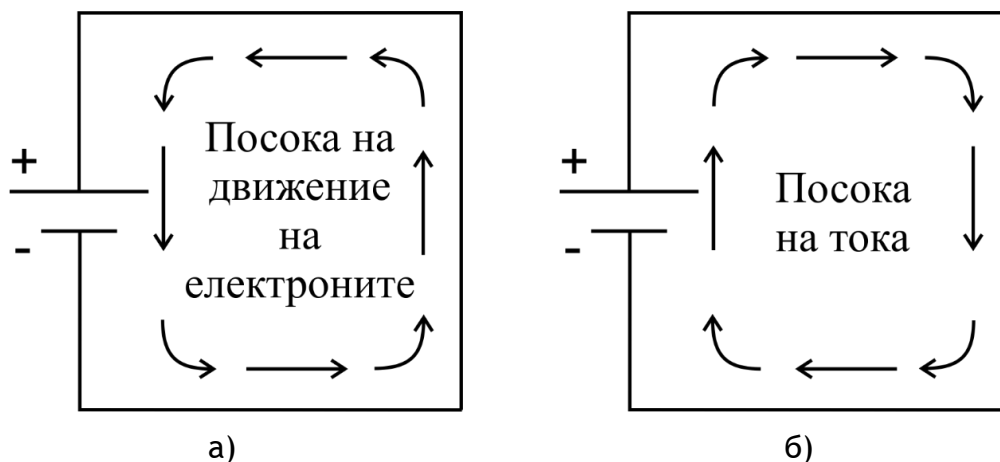 Посока на
движение
на
електроните
+
-
а)
Посока
на тока
+
-
б)